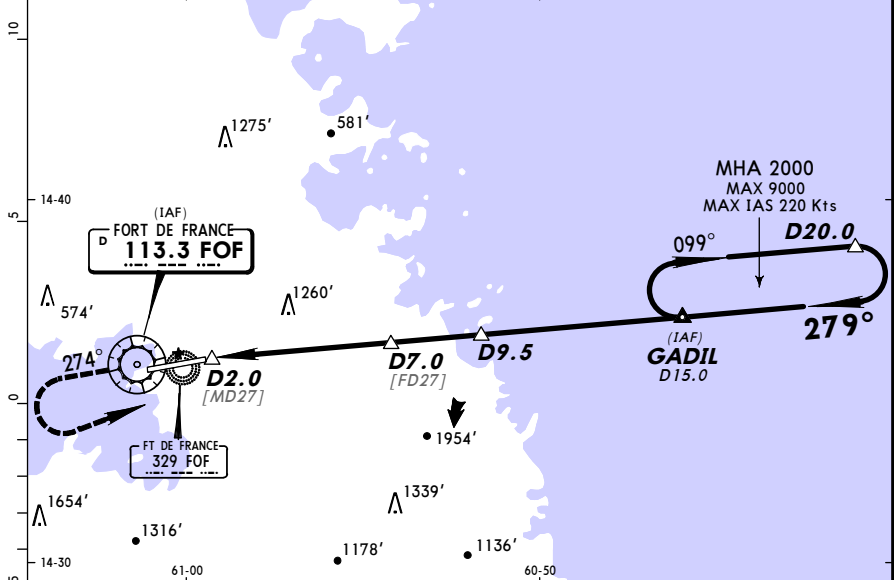 10
1275'
581'
MHA 2000
MAX 9000
MAX IAS 220 Kts
14-40
5
(IAF)
FORT DE FRANCE
D
113.3 FOF
099°
D20.0
574'
1260'
279°
(IAF)
GADIL
D15.0
274°
D2.0
[MD27]
D7.0
[FD27]
D9.5
0
FT DE FRANCE
329 FOF
1954'
1654'
1339'
1316'
1178'
1136'
14-30
61-00
60-50
5